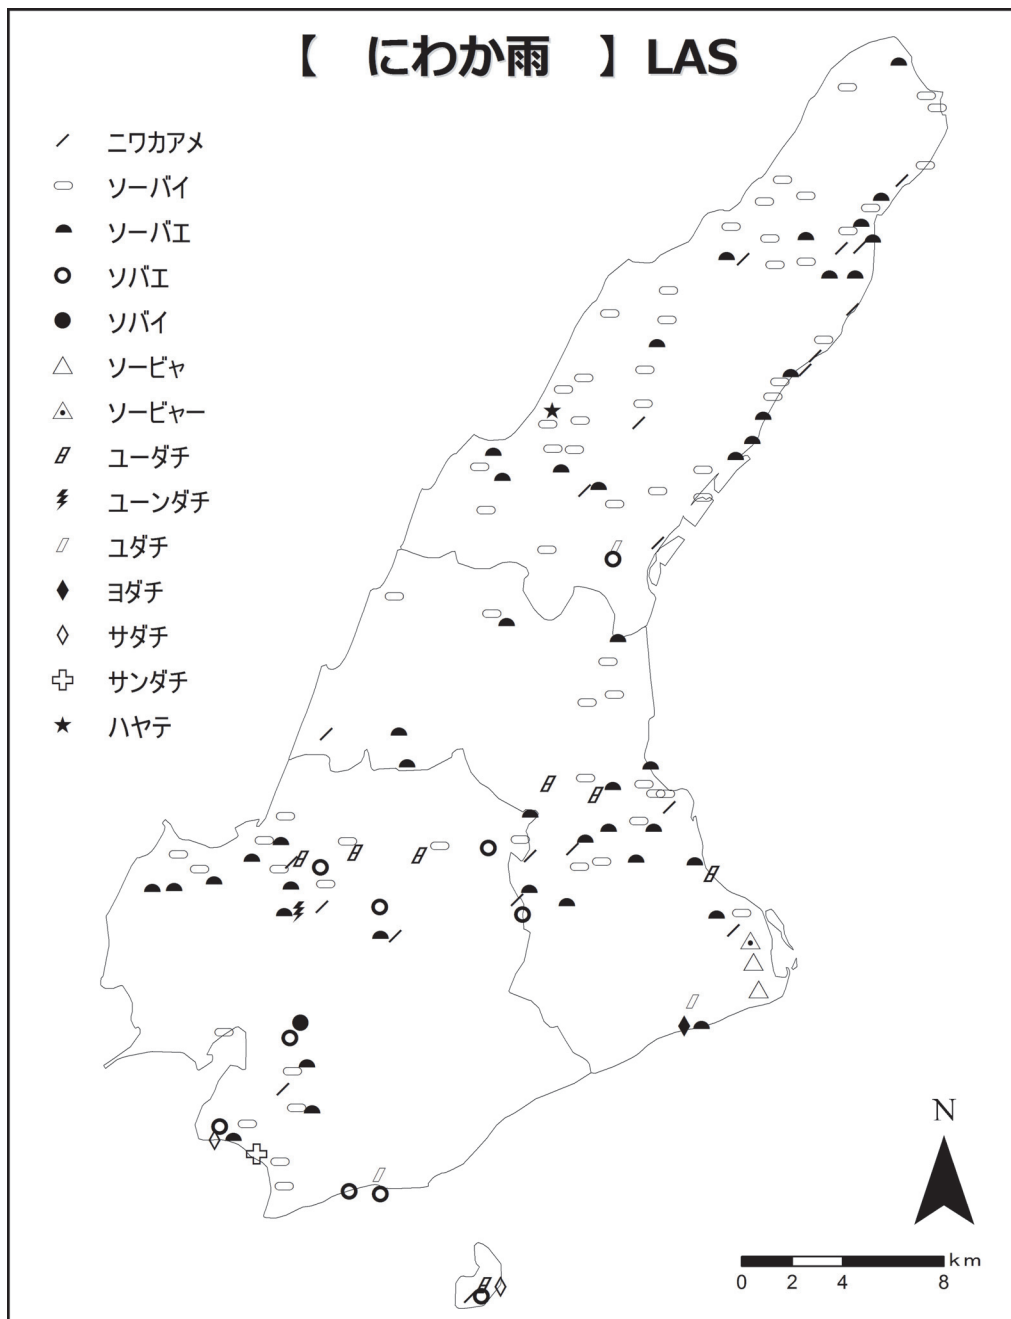 【 にわか雨 】 LAS
ニワカアメ
ソーバイ
ソーバエ
ソバエ
ソバイ
ソービャ
ソービャー
ユーダチ
ユーンダチ
ユダチ
ヨダチ
サダチ
サンダチ
ハヤテ
N
km
0 2 4 8